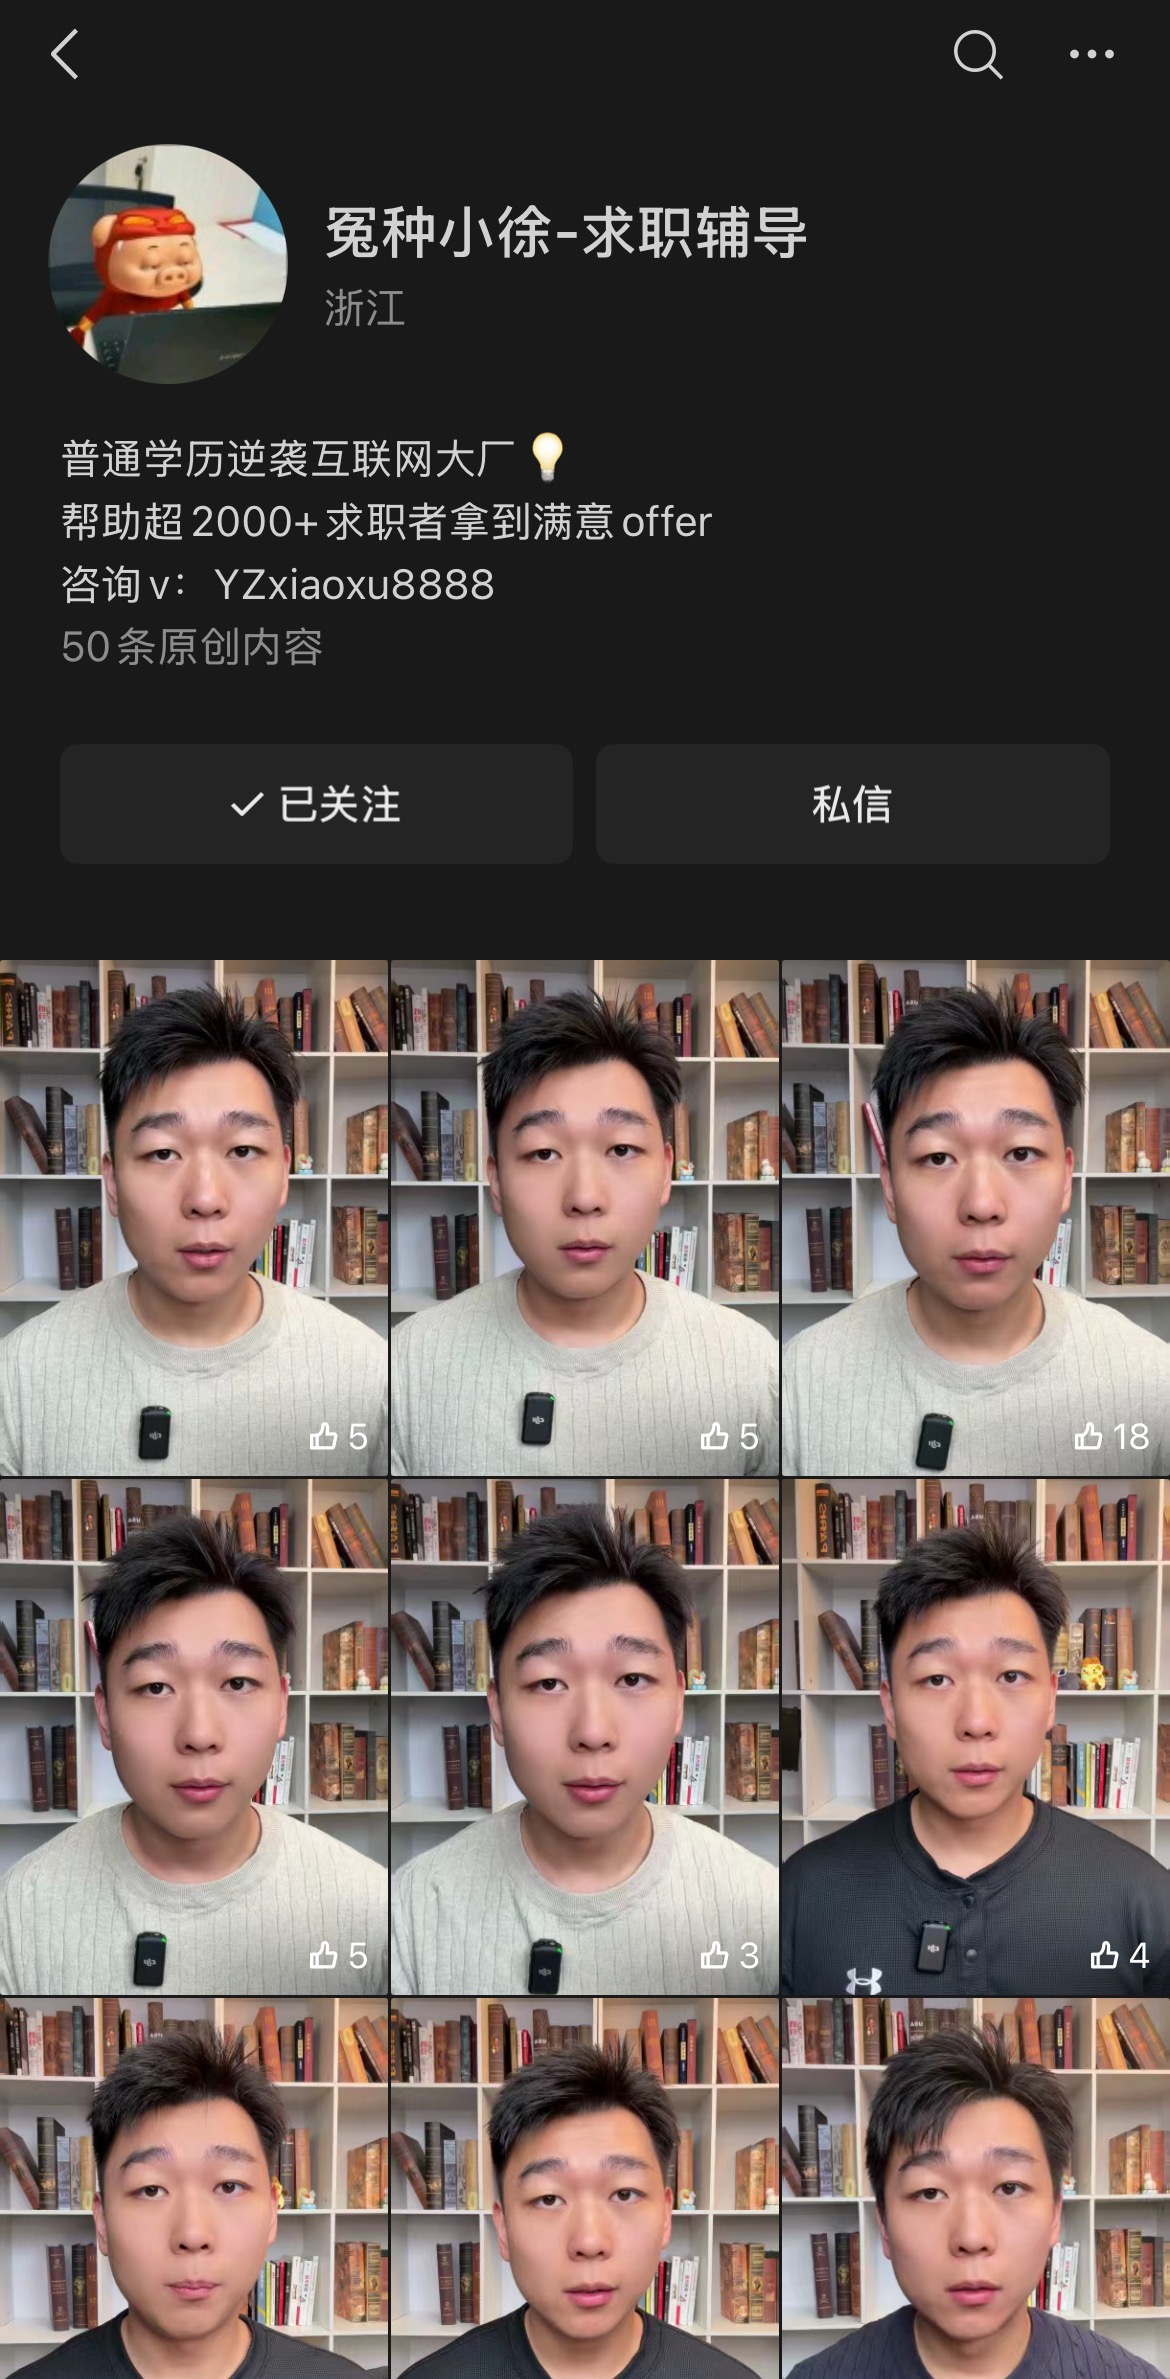 冤种小徐-求职辅导
浙江
普通学历逆袭互联网大厂💡
帮助超2000+求职者拿到满意offer
咨询v：YZxiaoxu8888
50条原创内容
已关注
私信
5
5
18
5
3
4